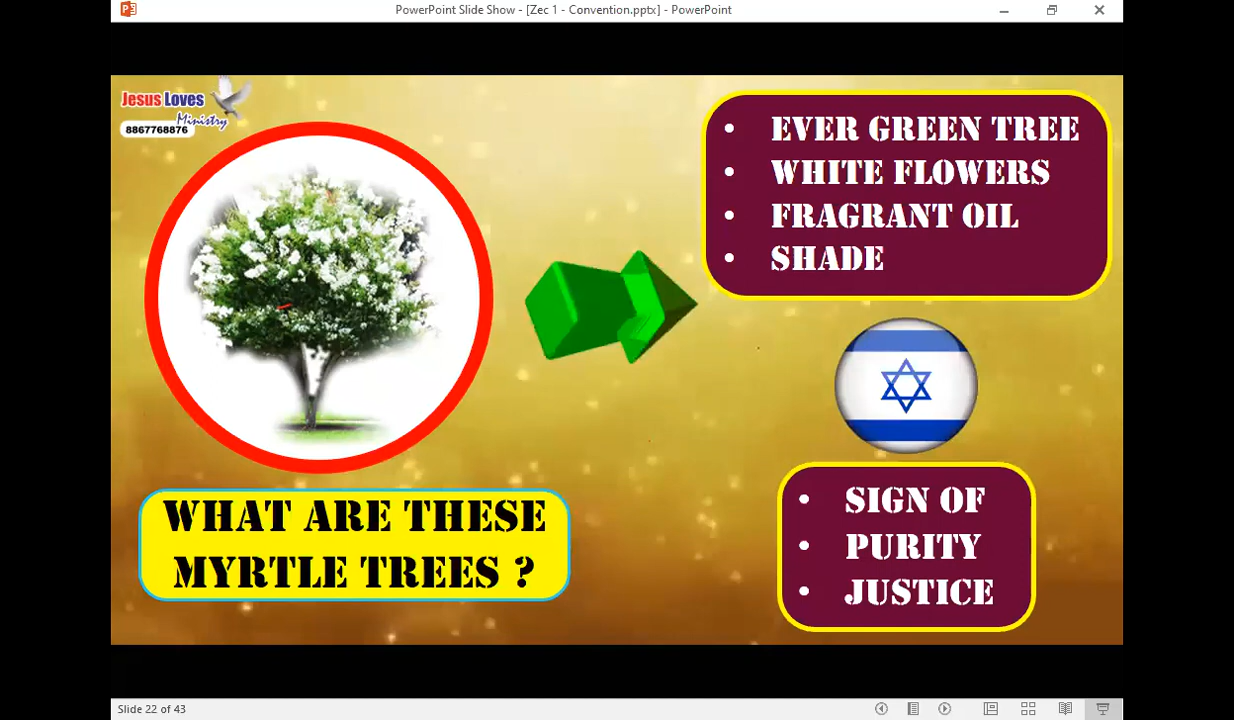 PowerPoint Slide Show - [Zec 1 - Convention.pptx] - PowerPoint
Jesus Loves
Ministry
8867768876
• EVER GREEN TREE
• WHITE FLOWERS
• FRAGRANT OIL
• SHADE
WHAT ARE THESE
MYRTLE TREES ?
• SIGN OF
• PURITY
• JUSTICE
Slide 22 of 43